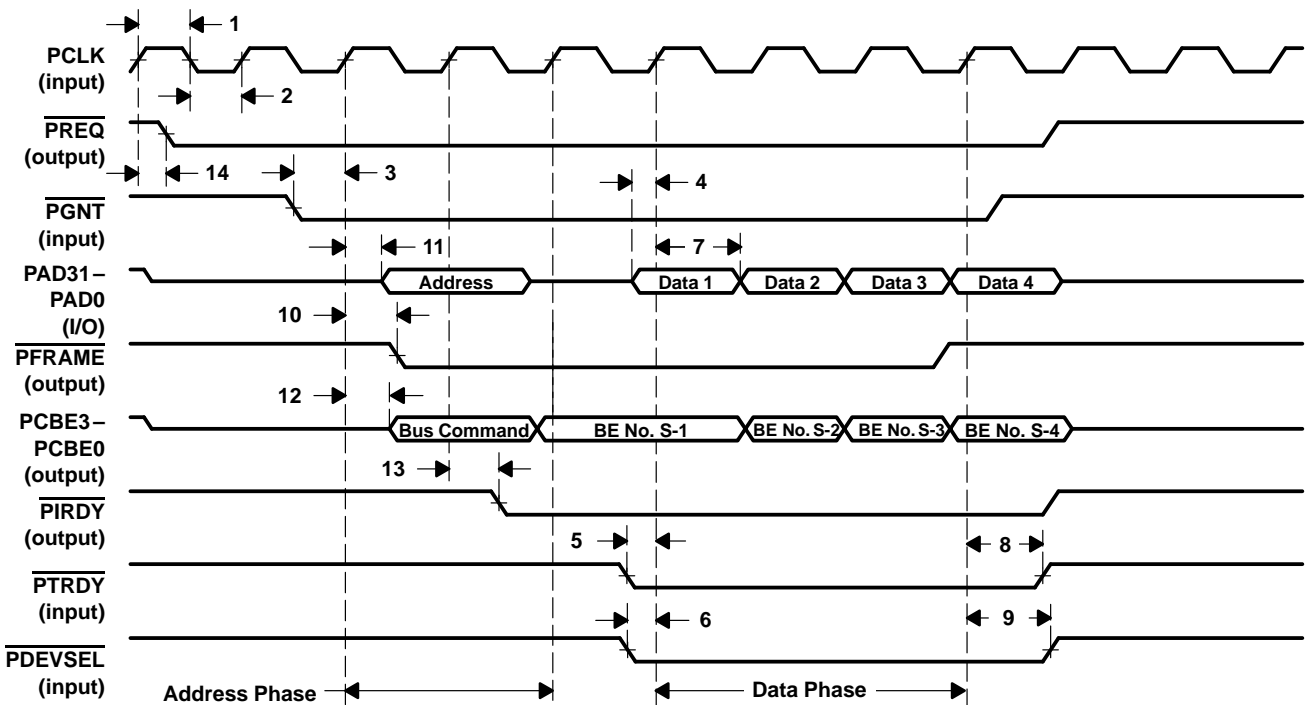 1
PCLK
(input)
2
PREQ
(output)
14
3
4
PGNT
(input)
11
7
PAD31–
PAD0
(I/O)
Address
Data 1
Data 2
Data 3
Data 4
10
PFRAME
(output)
12
PCBE3–
PCBE0
(output)
Bus Command
BE No. S-1
BE No. S-2
BE No. S-3
BE No. S-4
13
PIRDY
(output)
5
8
PTRDY
(input)
6
9
PDEVSEL
(input)
Address Phase
Data Phase